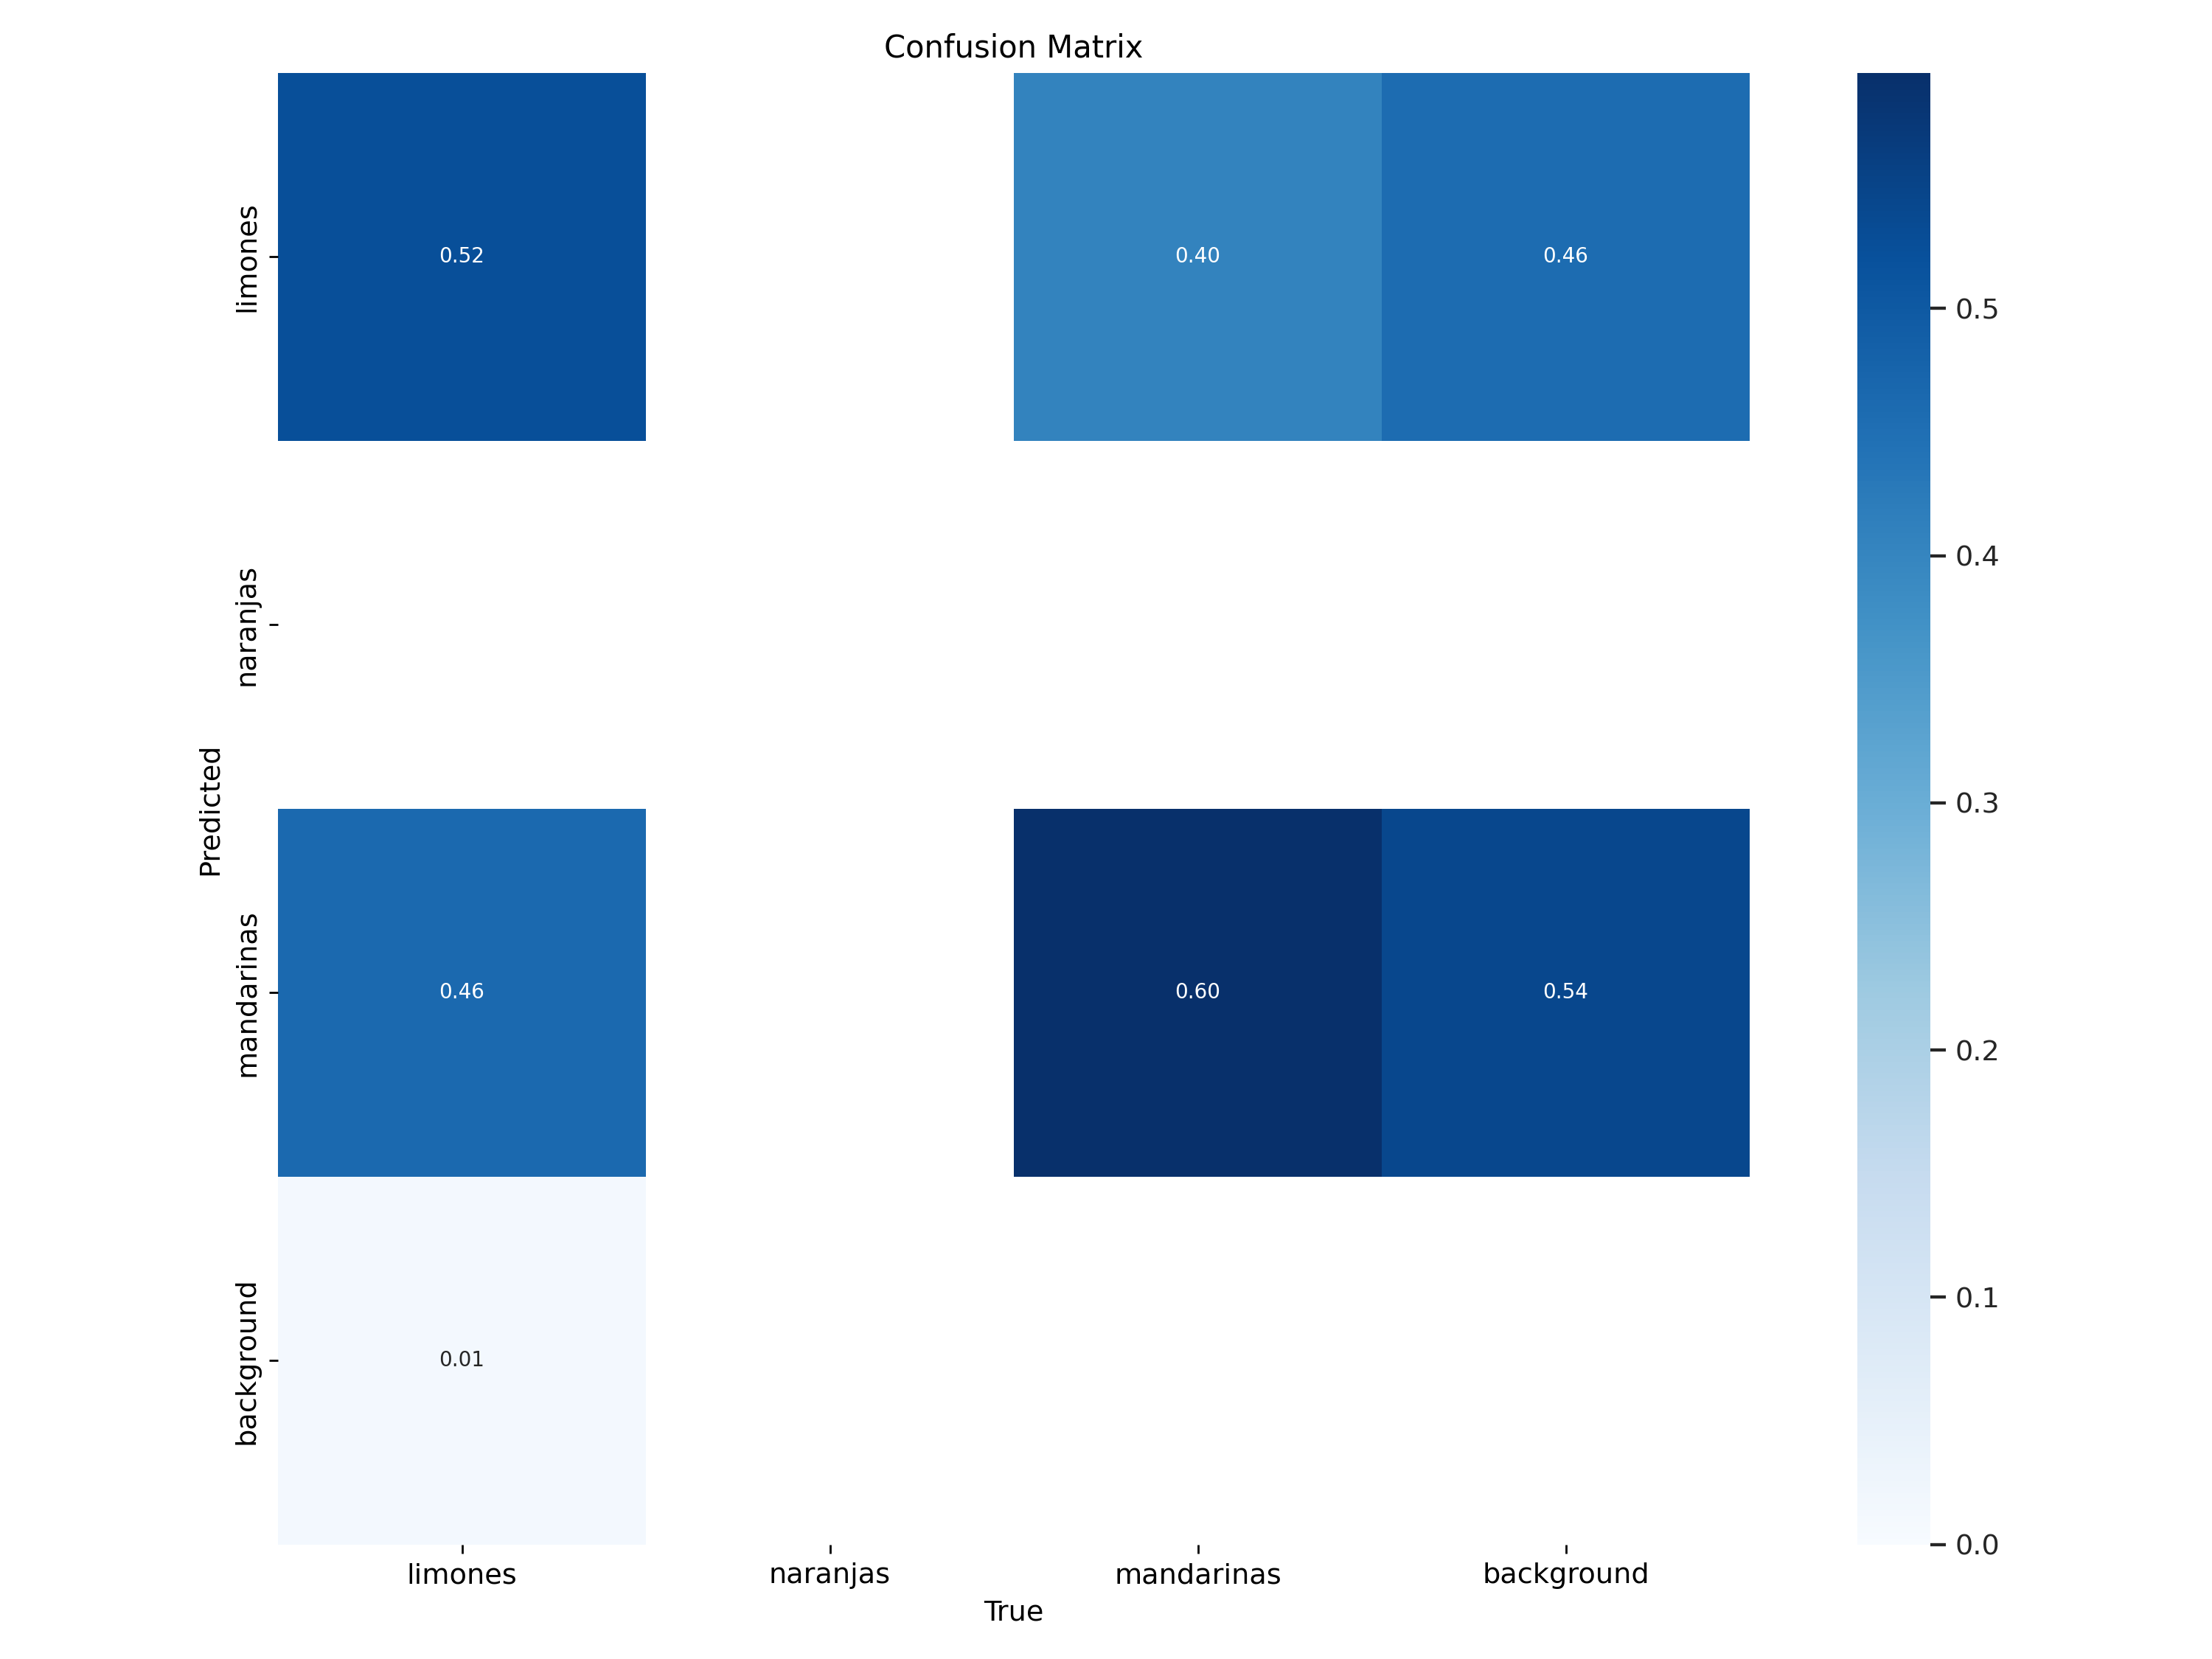 Confusion Matrix
limones
0.52
0.40
0.46
naranjas
Predicted
mandarinas
0.46
0.60
0.54
background
0.01
limones
naranjas
mandarinas
background
True
0.5
0.4
0.3
0.2
0.1
0.0